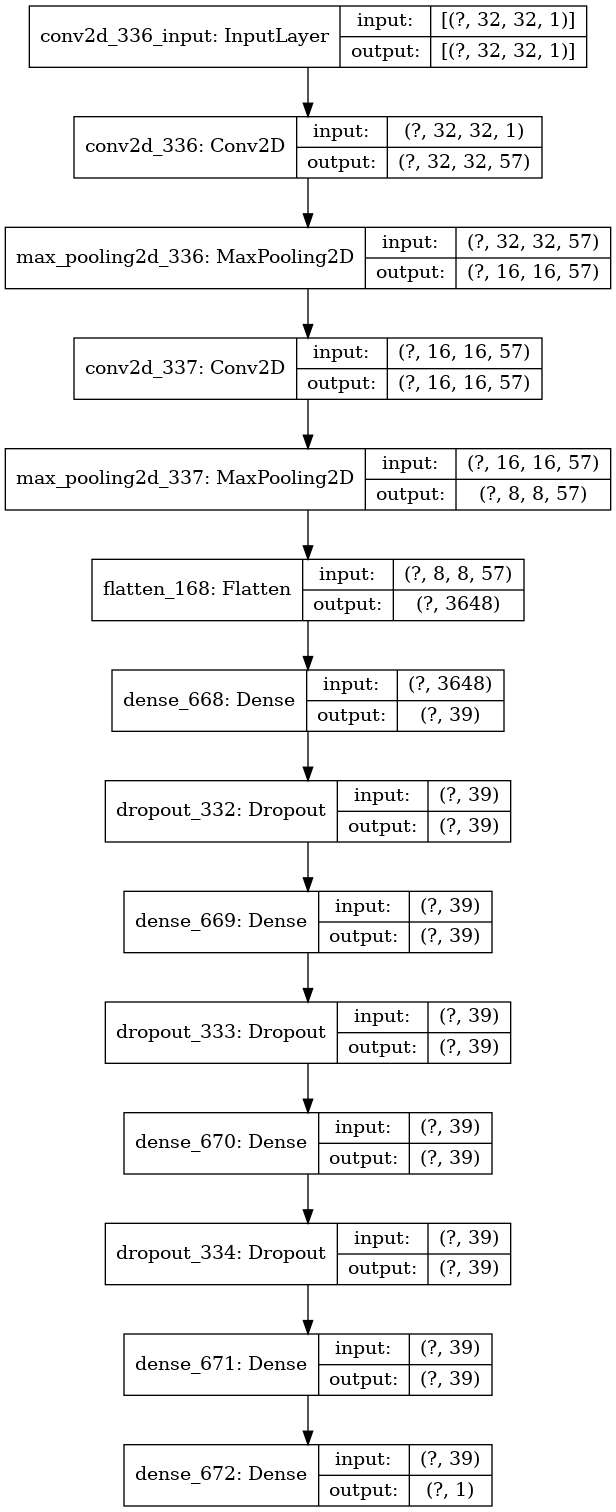 conv2d_336_input: InputLayer
input: [(?, 32, 32, 1)]
output: [(?, 32, 32, 1)]
conv2d_336: Conv2D
input: (?, 32, 32, 1)
output: (?, 32, 32, 57)
max_pooling2d_336: MaxPooling2D
input: (?, 32, 32, 57)
output: (?, 16, 16, 57)
conv2d_337: Conv2D
input: (?, 16, 16, 57)
output: (?, 16, 16, 57)
max_pooling2d_337: MaxPooling2D
input: (?, 16, 16, 57)
output: (?, 8, 8, 57)
flatten_168: Flatten
input: (?, 8, 8, 57)
output: (?, 3648)
dense_668: Dense
input: (?, 3648)
output: (?, 39)
dropout_332: Dropout
input: (?, 39)
output: (?, 39)
dense_669: Dense
input: (?, 39)
output: (?, 39)
dropout_333: Dropout
input: (?, 39)
output: (?, 39)
dense_670: Dense
input: (?, 39)
output: (?, 39)
dropout_334: Dropout
input: (?, 39)
output: (?, 39)
dense_671: Dense
input: (?, 39)
output: (?, 39)
dense_672: Dense
input: (?, 39)
output: (?, 1)